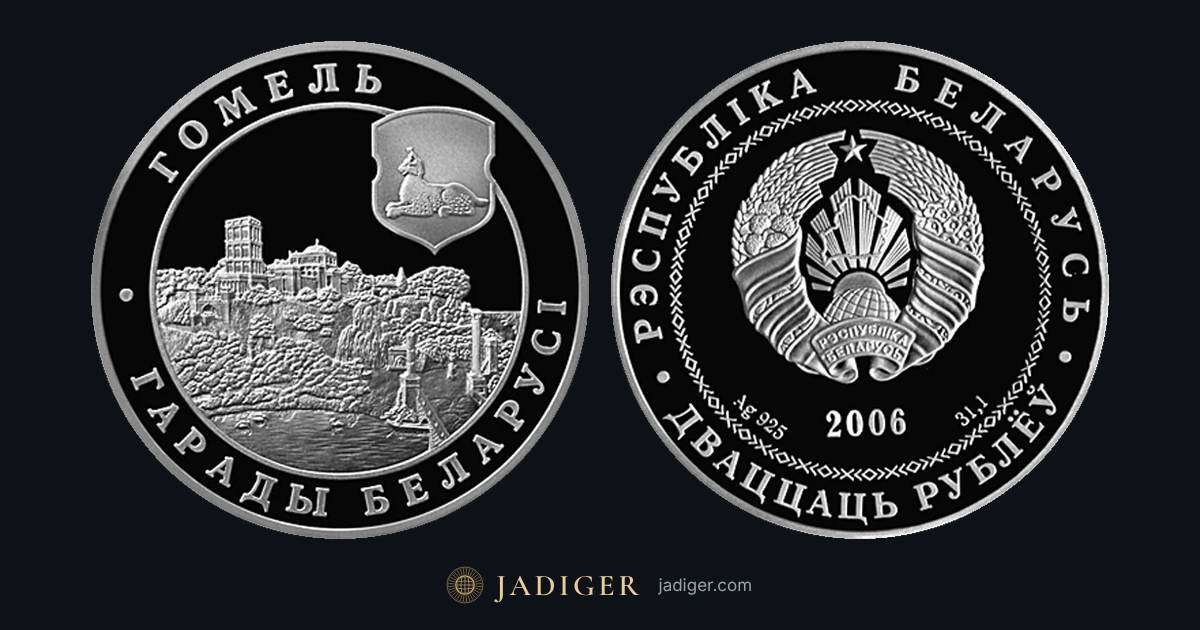 ГОМЕЛЬ
ГАРАДЫ БЕЛАРУСІ
РЭСПУБЛІКА БЕЛАРУСЬ
РЭСПУБЛІКА
БЕЛАРУСЬ
Ag 925
2006
31,1
ДВАЦЦАЦЬ РУБЛЁЎ
JADIGER jadiger.com